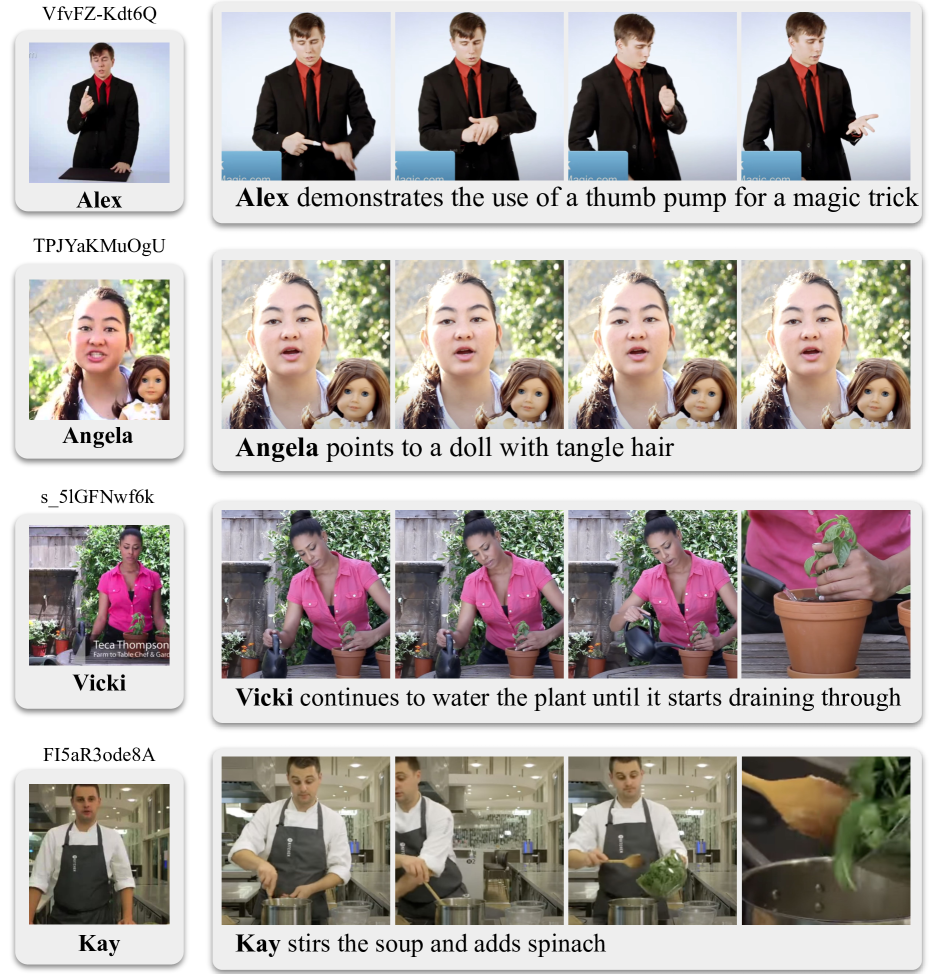 VfvFZ-Kdt6Q
Alex
Magic.com
Alex demonstrates the use of a thumb pump for a magic trick
TPJYaKMuOgU
Angela
Angela points to a doll with tangle hair
s_5lGFNwf6k
Teca Thompson
Farm to Table Chef & Gard
Vicki
Vicki continues to water the plant until it starts draining through
FI5aR3ode8A
Kay
Kay stirs the soup and adds spinach